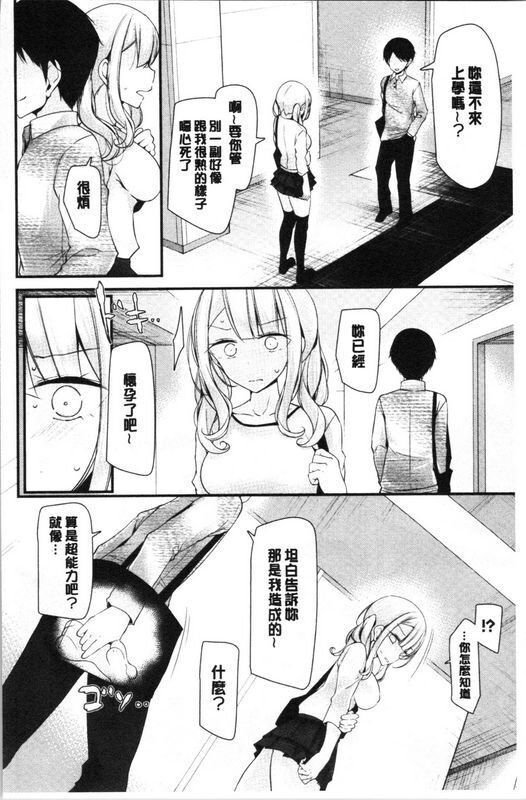 妳還不來
上學嗎~？
啊~要你管
別一副好像
跟我很熟的樣子
噁心死了
很煩
妳已經
ドキ…
懷孕了吧~
!?
…你怎麼知道
坦白告訴妳
那是我造成的~
什麼？
算是超能力吧？
就像…
ゴソッ…